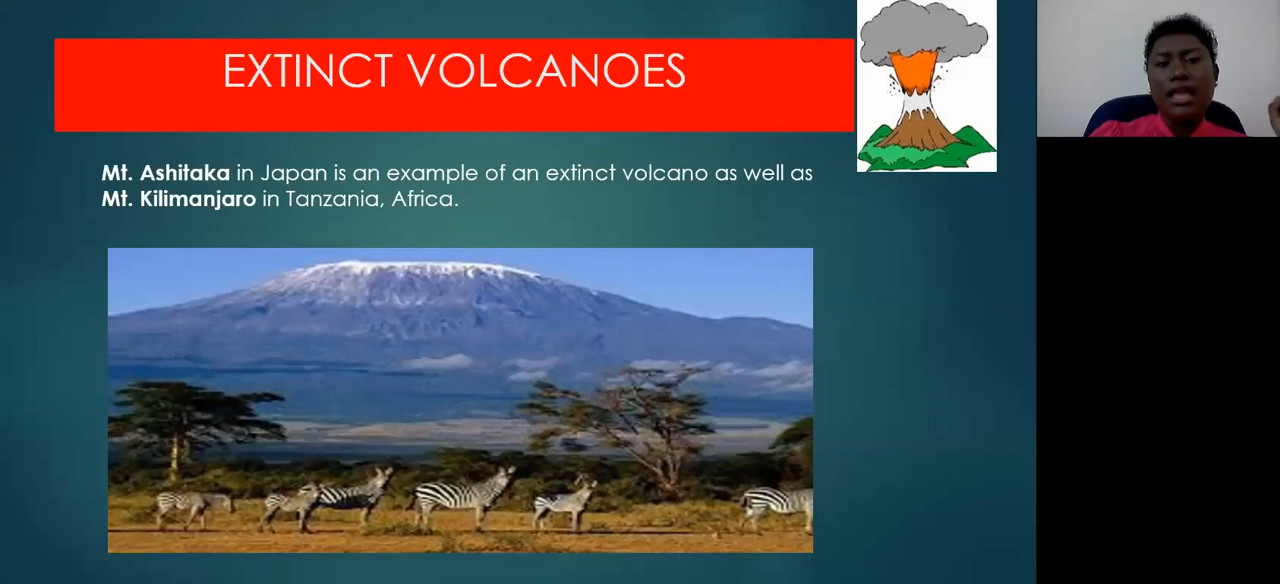 EXTINCT VOLCANOES
Mt. Ashitaka in Japan is an example of an extinct volcano as well as
Mt. Kilimanjaro in Tanzania, Africa.